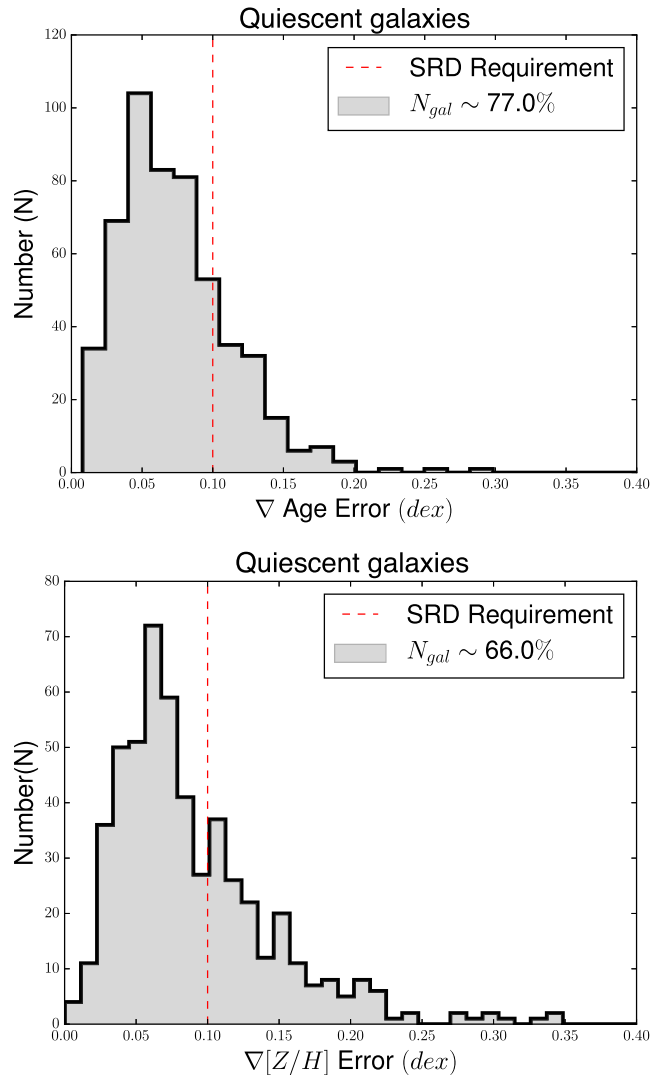 Quiescent galaxies
120
100
80
60
40
20
0
Number (N)
SRD Requirement
N_gal ∼ 77.0%
0.00 0.05 0.10 0.15 0.20 0.25 0.30 0.35 0.40
∇ Age Error (dex)
Quiescent galaxies
80
70
60
50
40
30
20
10
0
Number(N)
SRD Requirement
N_gal ∼ 66.0%
0.00 0.05 0.10 0.15 0.20 0.25 0.30 0.35 0.40
∇[Z/H] Error (dex)